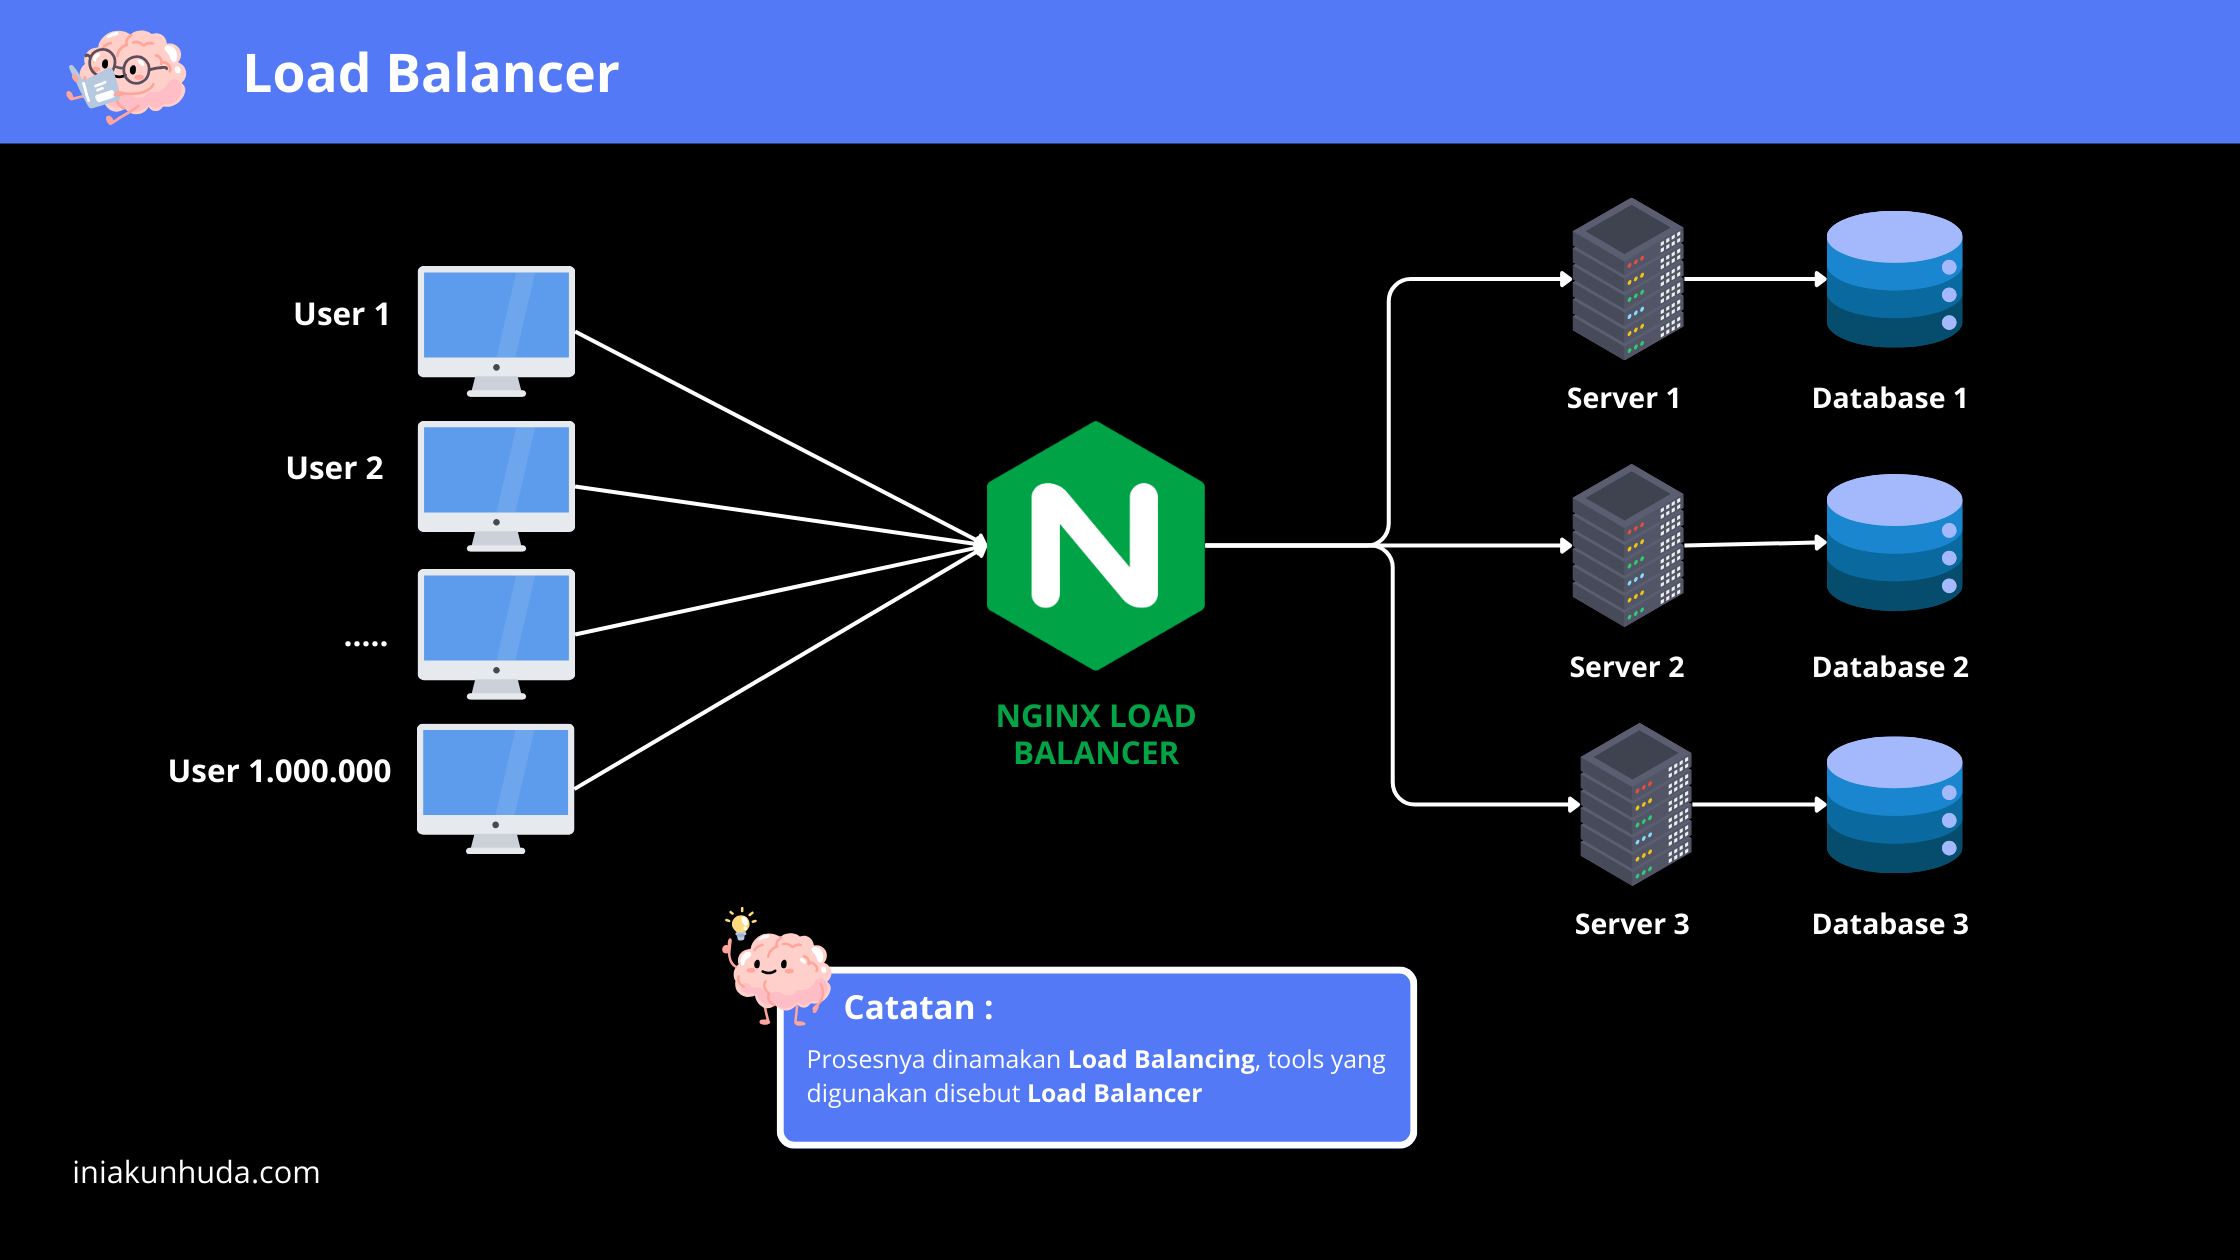 Load Balancer
User 1
User 2
.....
User 1.000.000
NGINX LOAD
BALANCER
Server 1
Database 1
Server 2
Database 2
Server 3
Database 3
Catatan :
Prosesnya dinamakan Load Balancing, tools yang
digunakan disebut Load Balancer
iniakunhuda.com